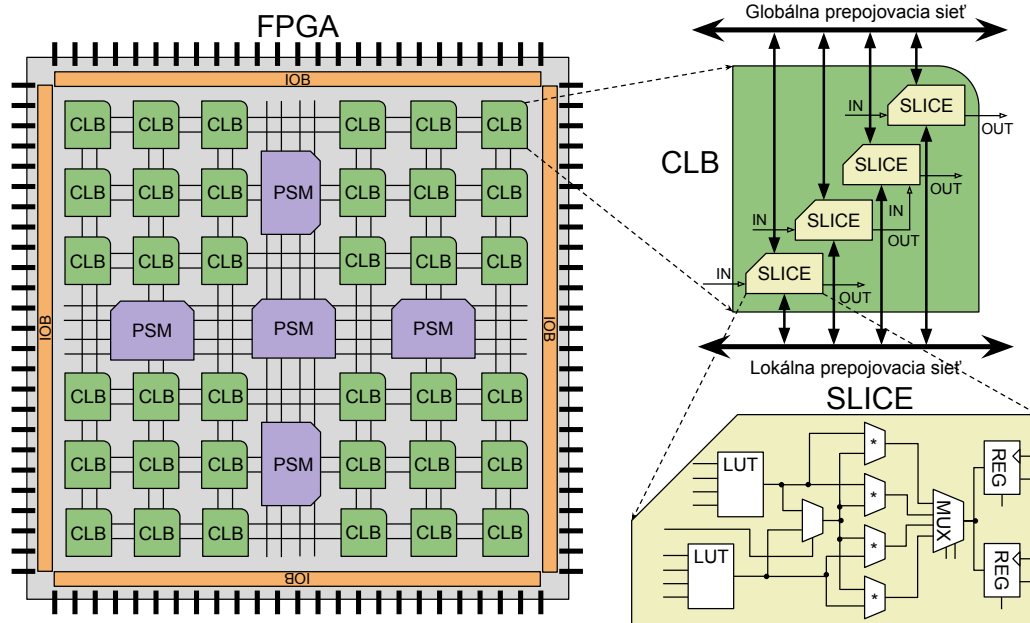 FPGA
IOB
CLB CLB CLB CLB CLB CLB
CLB CLB CLB PSM CLB CLB CLB
CLB CLB CLB CLB CLB CLB
IOB PSM PSM PSM IOB
CLB CLB CLB CLB CLB CLB
CLB CLB CLB PSM CLB CLB CLB
CLB CLB CLB CLB CLB CLB
IOB
Globálna prepojovacia sieť
CLB
IN SLICE OUT
SLICE OUT
IN
IN SLICE OUT
IN SLICE OUT
Lokálna prepojovacia sieť
SLICE
LUT
LUT
*
*
*
*
MUX
REG
REG